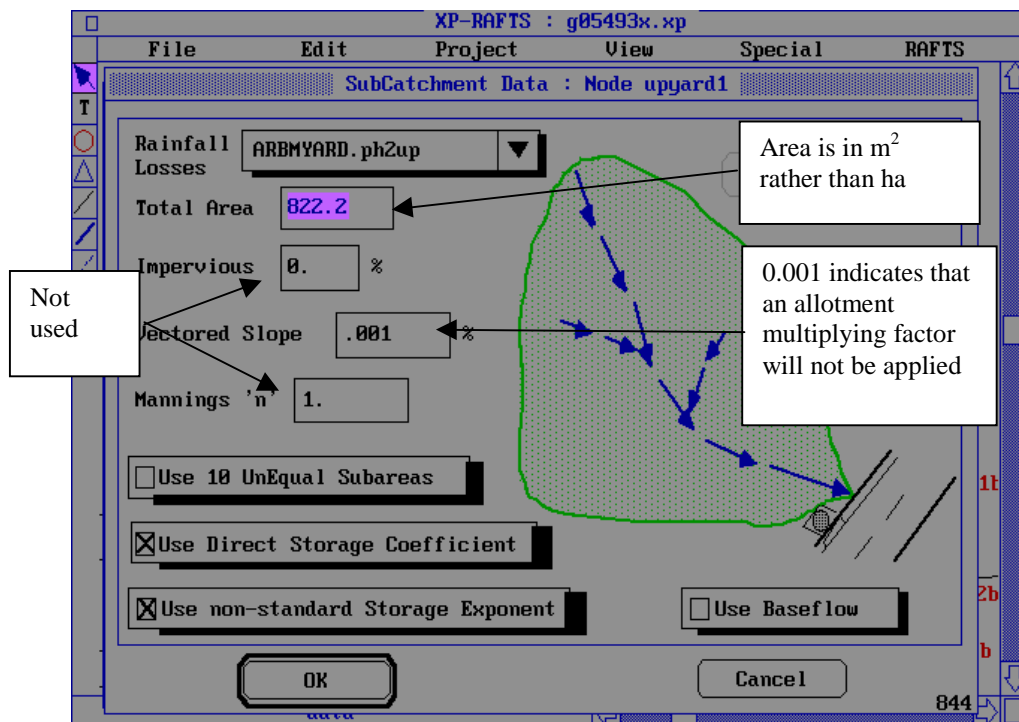 XP-RAFTS : g05493x.xp
File Edit Project View Special RAFTS
SubCatchment Data : Node upyard1
T
Rainfall
Losses
ARBMYARD.ph2up
Area is in m²
rather than ha
Total Area 822.2
Impervious 0. %
Not
used
0.001 indicates that
an allotment
multiplying factor
will not be applied
Vectored Slope .001 %
Mannings 'n' 1.
Use 10 UnEqual Subareas
1b
Use Direct Storage Coefficient
Use non-standard Storage Exponent
Use Baseflow
2b
b
OK
Cancel
844
data